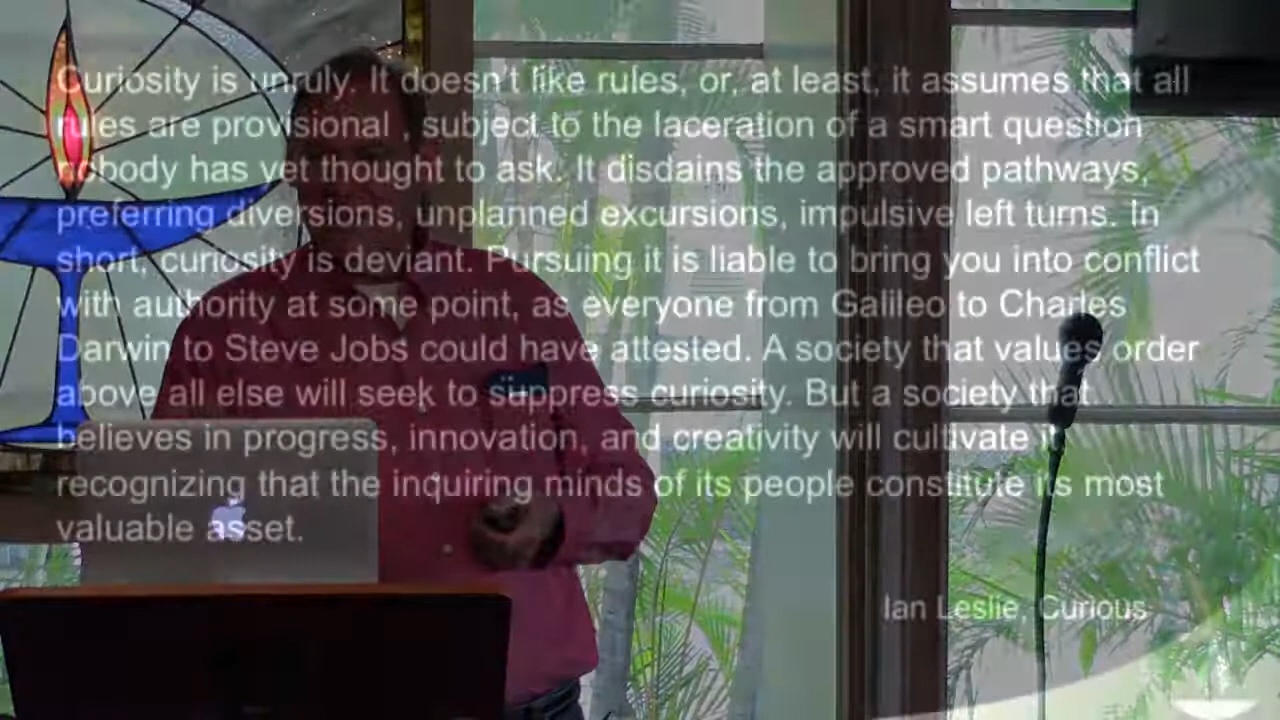 Curiosity is unruly. It doesn't like rules, or, at least, it assumes that all
rules are provisional , subject to the laceration of a smart question
nobody has yet thought to ask. It disdains the approved pathways,
preferring diversions, unplanned excursions, impulsive left turns. In
short, curiosity is deviant. Pursuing it is liable to bring you into conflict
with authority at some point, as everyone from Galileo to Charles
Darwin to Steve Jobs could have attested. A society that values order
above all else will seek to suppress curiosity. But a society that
believes in progress, innovation, and creativity will cultivate it
recognizing that the inquiring minds of its people constitute its most
valuable asset.
Ian Leslie, Curious